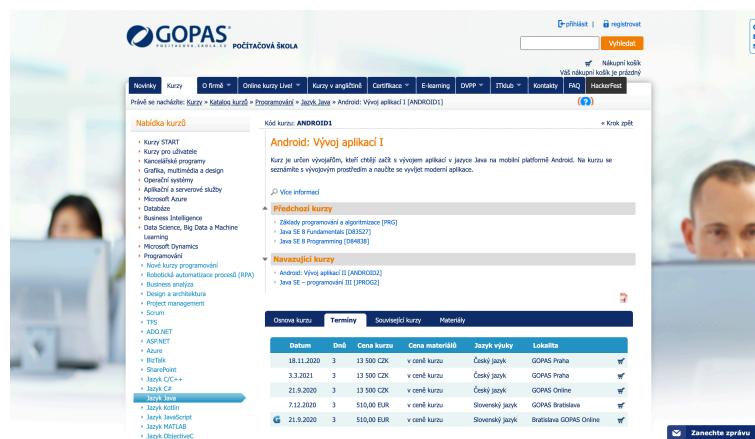 přihlásit | registrovat
GOPAS
POCITACOVA.SKOLA.CZ POČÍTAČOVÁ ŠKOLA
Vyhledat
Nákupní košík
Váš nákupní košík je prázdný
Novinky Kurzy O firmě Online kurzy Live! Kurzy v angličtině Certifikace E-learning DVPP ITklub Kontakty FAQ HackerFest
Právě se nacházíte: Kurzy » Katalog kurzů » Programování » Jazyk Java » Android: Vývoj aplikací I [ANDROID1]
(?)
Nabídka kurzů
Kurzy START
Kurzy pro uživatele
Kancelářské programy
Grafika, multimédia a design
Operační systémy
Aplikační a serverové služby
Microsoft Azure
Databáze
Business Intelligence
Data Science, Big Data a Machine
Learning
Microsoft Dynamics
Programování
Nové kurzy programování
Robotická automatizace procesů (RPA)
Business analýza
Design a architektura
Project management
Scrum
TFS
ADO.NET
ASP.NET
Azure
BizTalk
SharePoint
Jazyk C/C++
Jazyk C#
Jazyk Java
Jazyk Kotlin
Jazyk JavaScript
Jazyk MATLAB
Jazyk ObjectiveC
Kód kurzu: ANDROID1 « Krok zpět
Android: Vývoj aplikací I
Kurz je určen vývojářům, kteří chtějí začít s vývojem aplikací v jazyce Java na mobilní platformě Android. Na kurzu se
seznámíte s vývojovým prostředím a naučíte se vyvíjet moderní aplikace.
Více informací
Předchozí kurzy
Základy programování a algoritmizace [PRG]
Java SE 8 Fundamentals [D83527]
Java SE 8 Programming [D84838]
Navazující kurzy
Android: Vývoj aplikací II [ANDROID2]
Java SE – programování III [JPROG2]
Osnova kurzu Termíny Související kurzy Materiály
Datum Dnů Cena kurzu Cena materiálů Jazyk výuky Lokalita
18.11.2020 3 13 500 CZK v ceně kurzu Český jazyk GOPAS Praha
3.3.2021 3 13 500 CZK v ceně kurzu Český jazyk GOPAS Praha
21.9.2020 3 13 500 CZK v ceně kurzu Český jazyk GOPAS Online
7.12.2020 3 510,00 EUR v ceně kurzu Slovenský jazyk GOPAS Bratislava
G 21.9.2020 3 510,00 EUR v ceně kurzu Slovenský jazyk Bratislava GOPAS Online
Zanechte zprávu